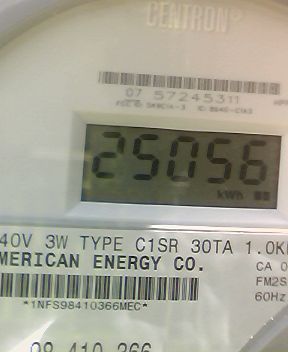 CENTRON®
07 57245311
25056
kWh
40V 3W TYPE C1SR 30TA 1.0K
MERICAN ENERGY CO.
CA 0
FM2S
60Hz
*1NFS98410366MEC*
98 410 366